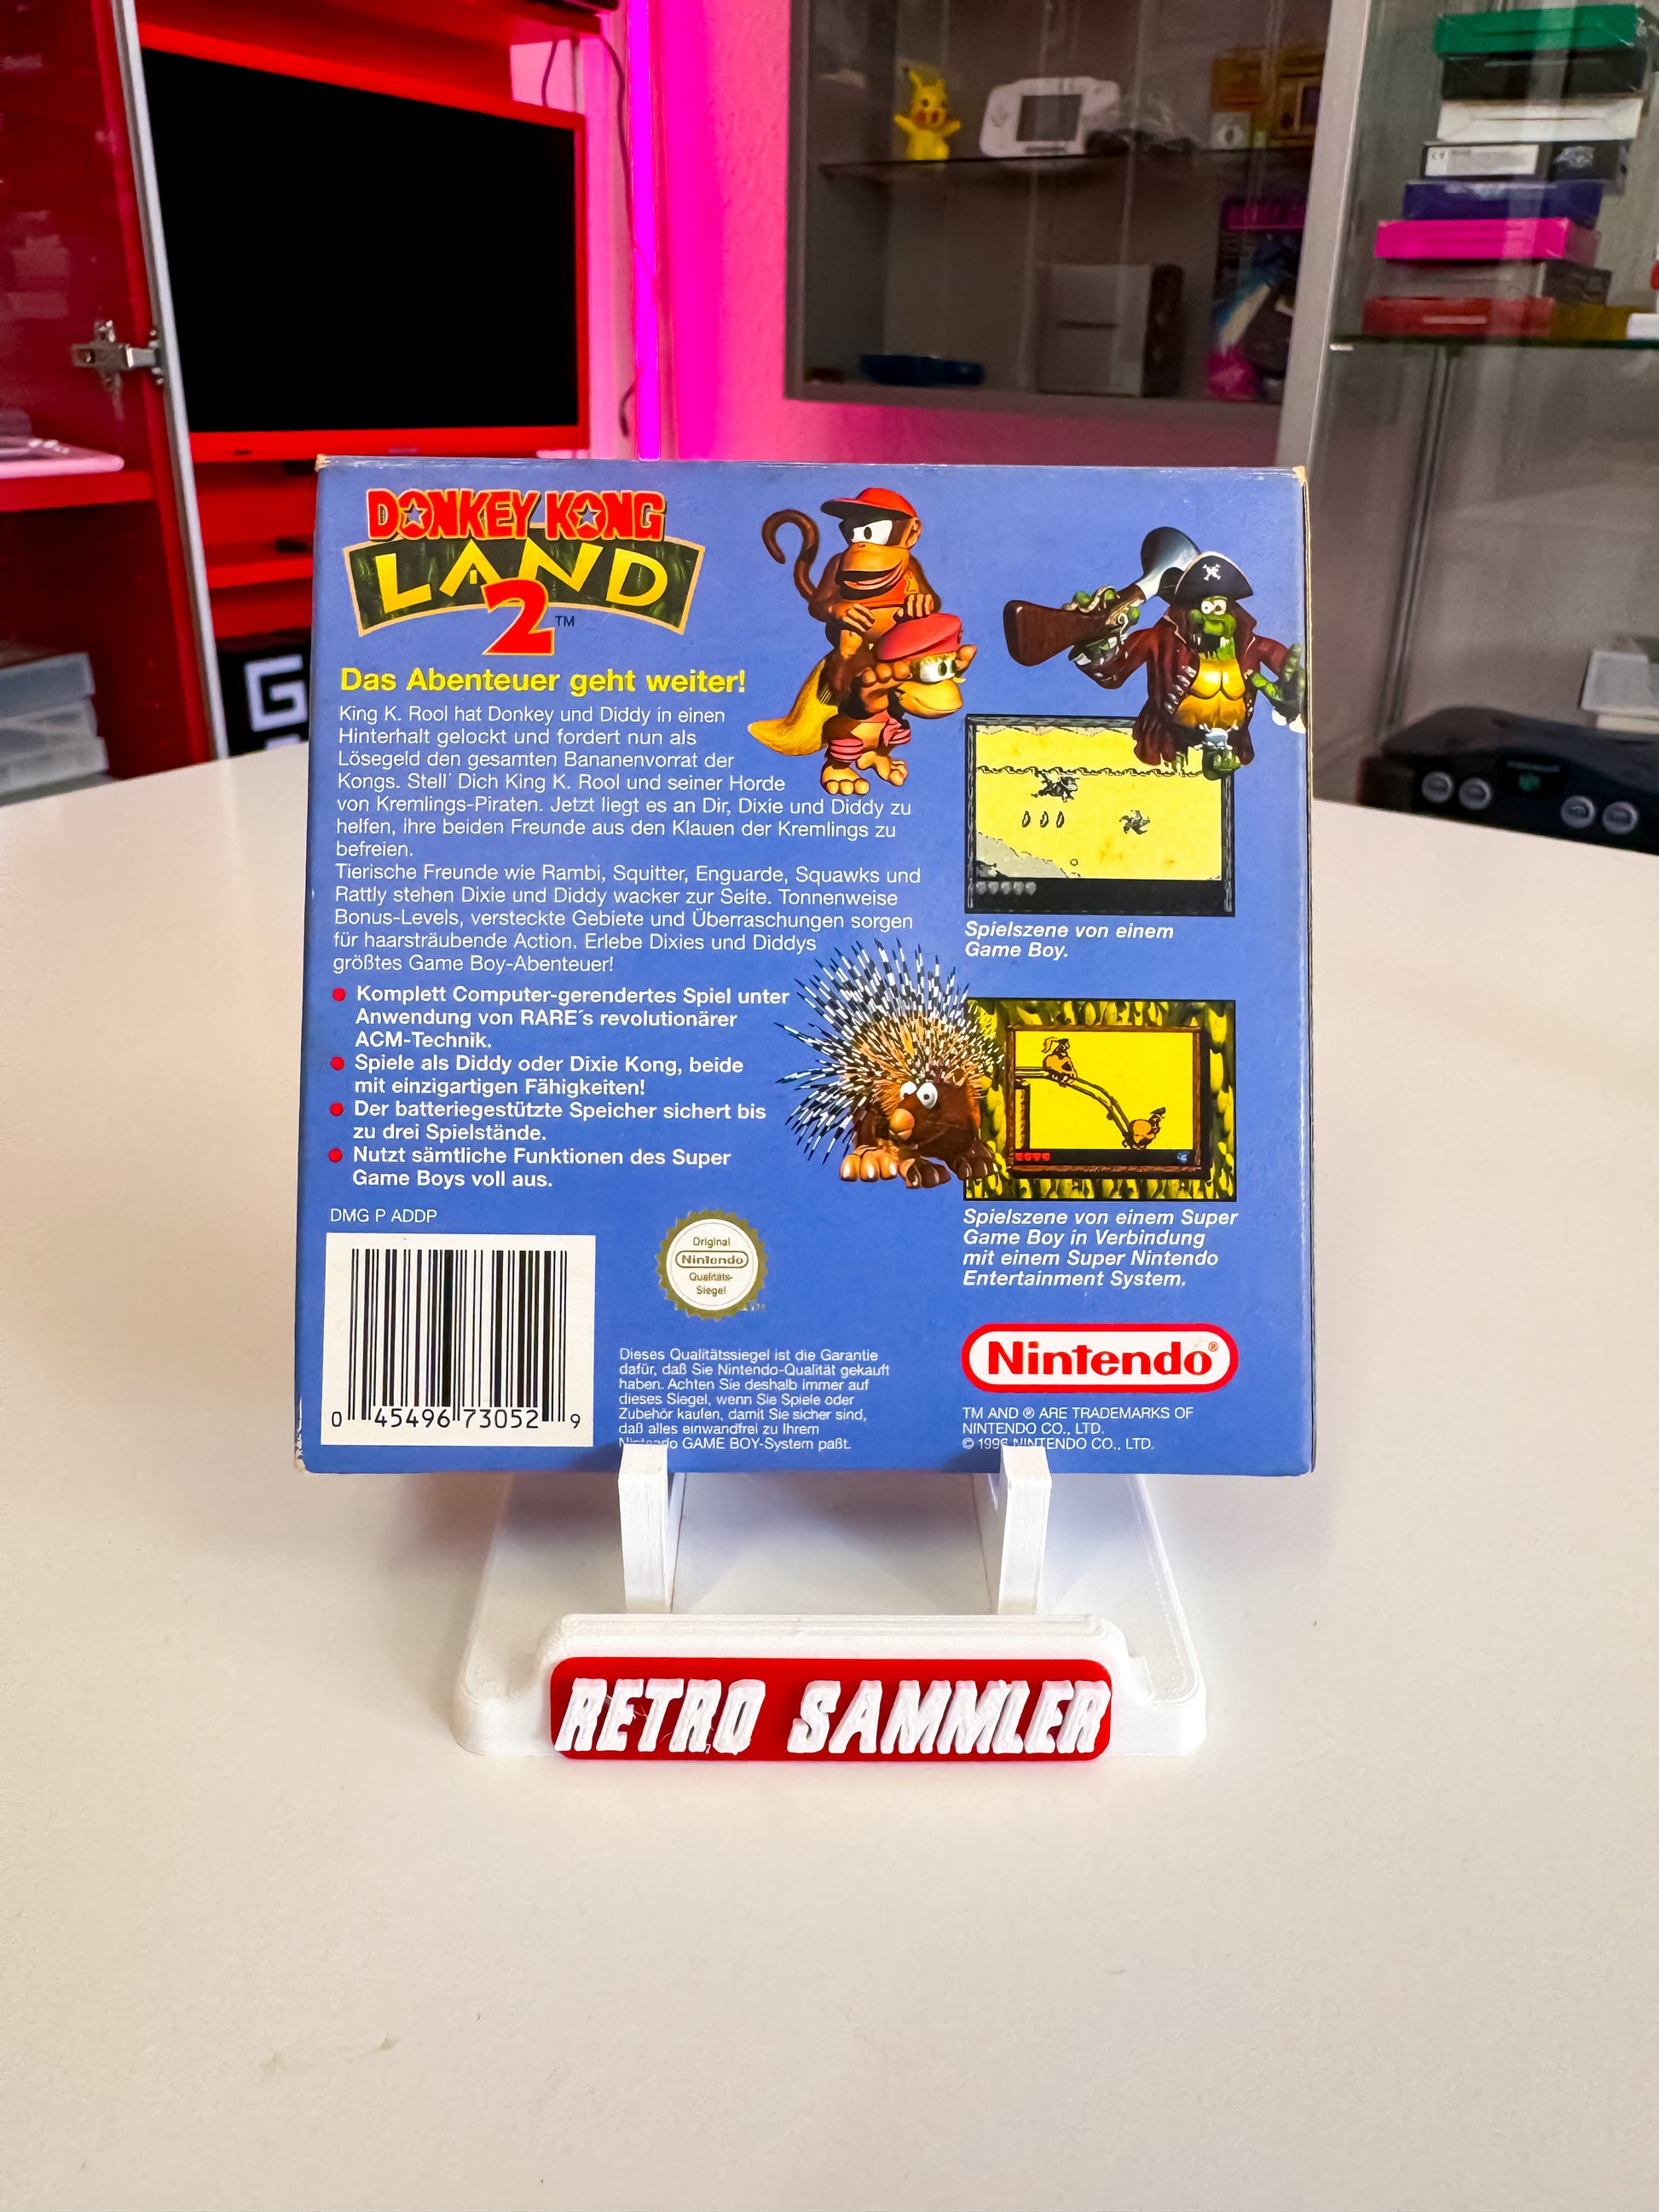 DONKEY KONG
LAND
2™
Das Abenteuer geht weiter!
King K. Rool hat Donkey und Diddy in einen
Hinterhalt gelockt und fordert nun als
Lösegeld den gesamten Bananenvorrat der
Kongs. Stell´ Dich King K. Rool und seiner Horde
von Kremlings-Piraten. Jetzt liegt es an Dir, Dixie und Diddy zu
helfen, ihre beiden Freunde aus den Klauen der Kremlings zu
befreien.
Tierische Freunde wie Rambi, Squitter, Enguarde, Squawks und
Rattly stehen Dixie und Diddy wacker zur Seite. Tonnenweise
Bonus-Levels, versteckte Gebiete und Überraschungen sorgen
für haarsträubende Action. Erlebe Dixies und Diddys
größtes Game Boy-Abenteuer!
Komplett Computer-gerendertes Spiel unter
Anwendung von RARE´s revolutionärer
ACM-Technik.
Spiele als Diddy oder Dixie Kong, beide
mit einzigartigen Fähigkeiten!
Der batteriegestützte Speicher sichert bis
zu drei Spielstände.
Nutzt sämtliche Funktionen des Super
Game Boys voll aus.
Spielszene von einem
Game Boy.
Spielszene von einem Super
Game Boy in Verbindung
mit einem Super Nintendo
Entertainment System.
DMG P ADDP
0 45496 73052 9
Original
Nintendo
Qualitäts-
Siegel
Dieses Qualitätssiegel ist die Garantie
dafür, daß Sie Nintendo-Qualität gekauft
haben. Achten Sie deshalb immer auf
dieses Siegel, wenn Sie Spiele oder
Zubehör kaufen, damit Sie sicher sind,
daß alles einwandfrei zu Ihrem
Nintendo GAME BOY-System paßt.
Nintendo®
TM AND ® ARE TRADEMARKS OF
NINTENDO CO., LTD.
© 1996 NINTENDO CO., LTD.
RETRO SAMMLER